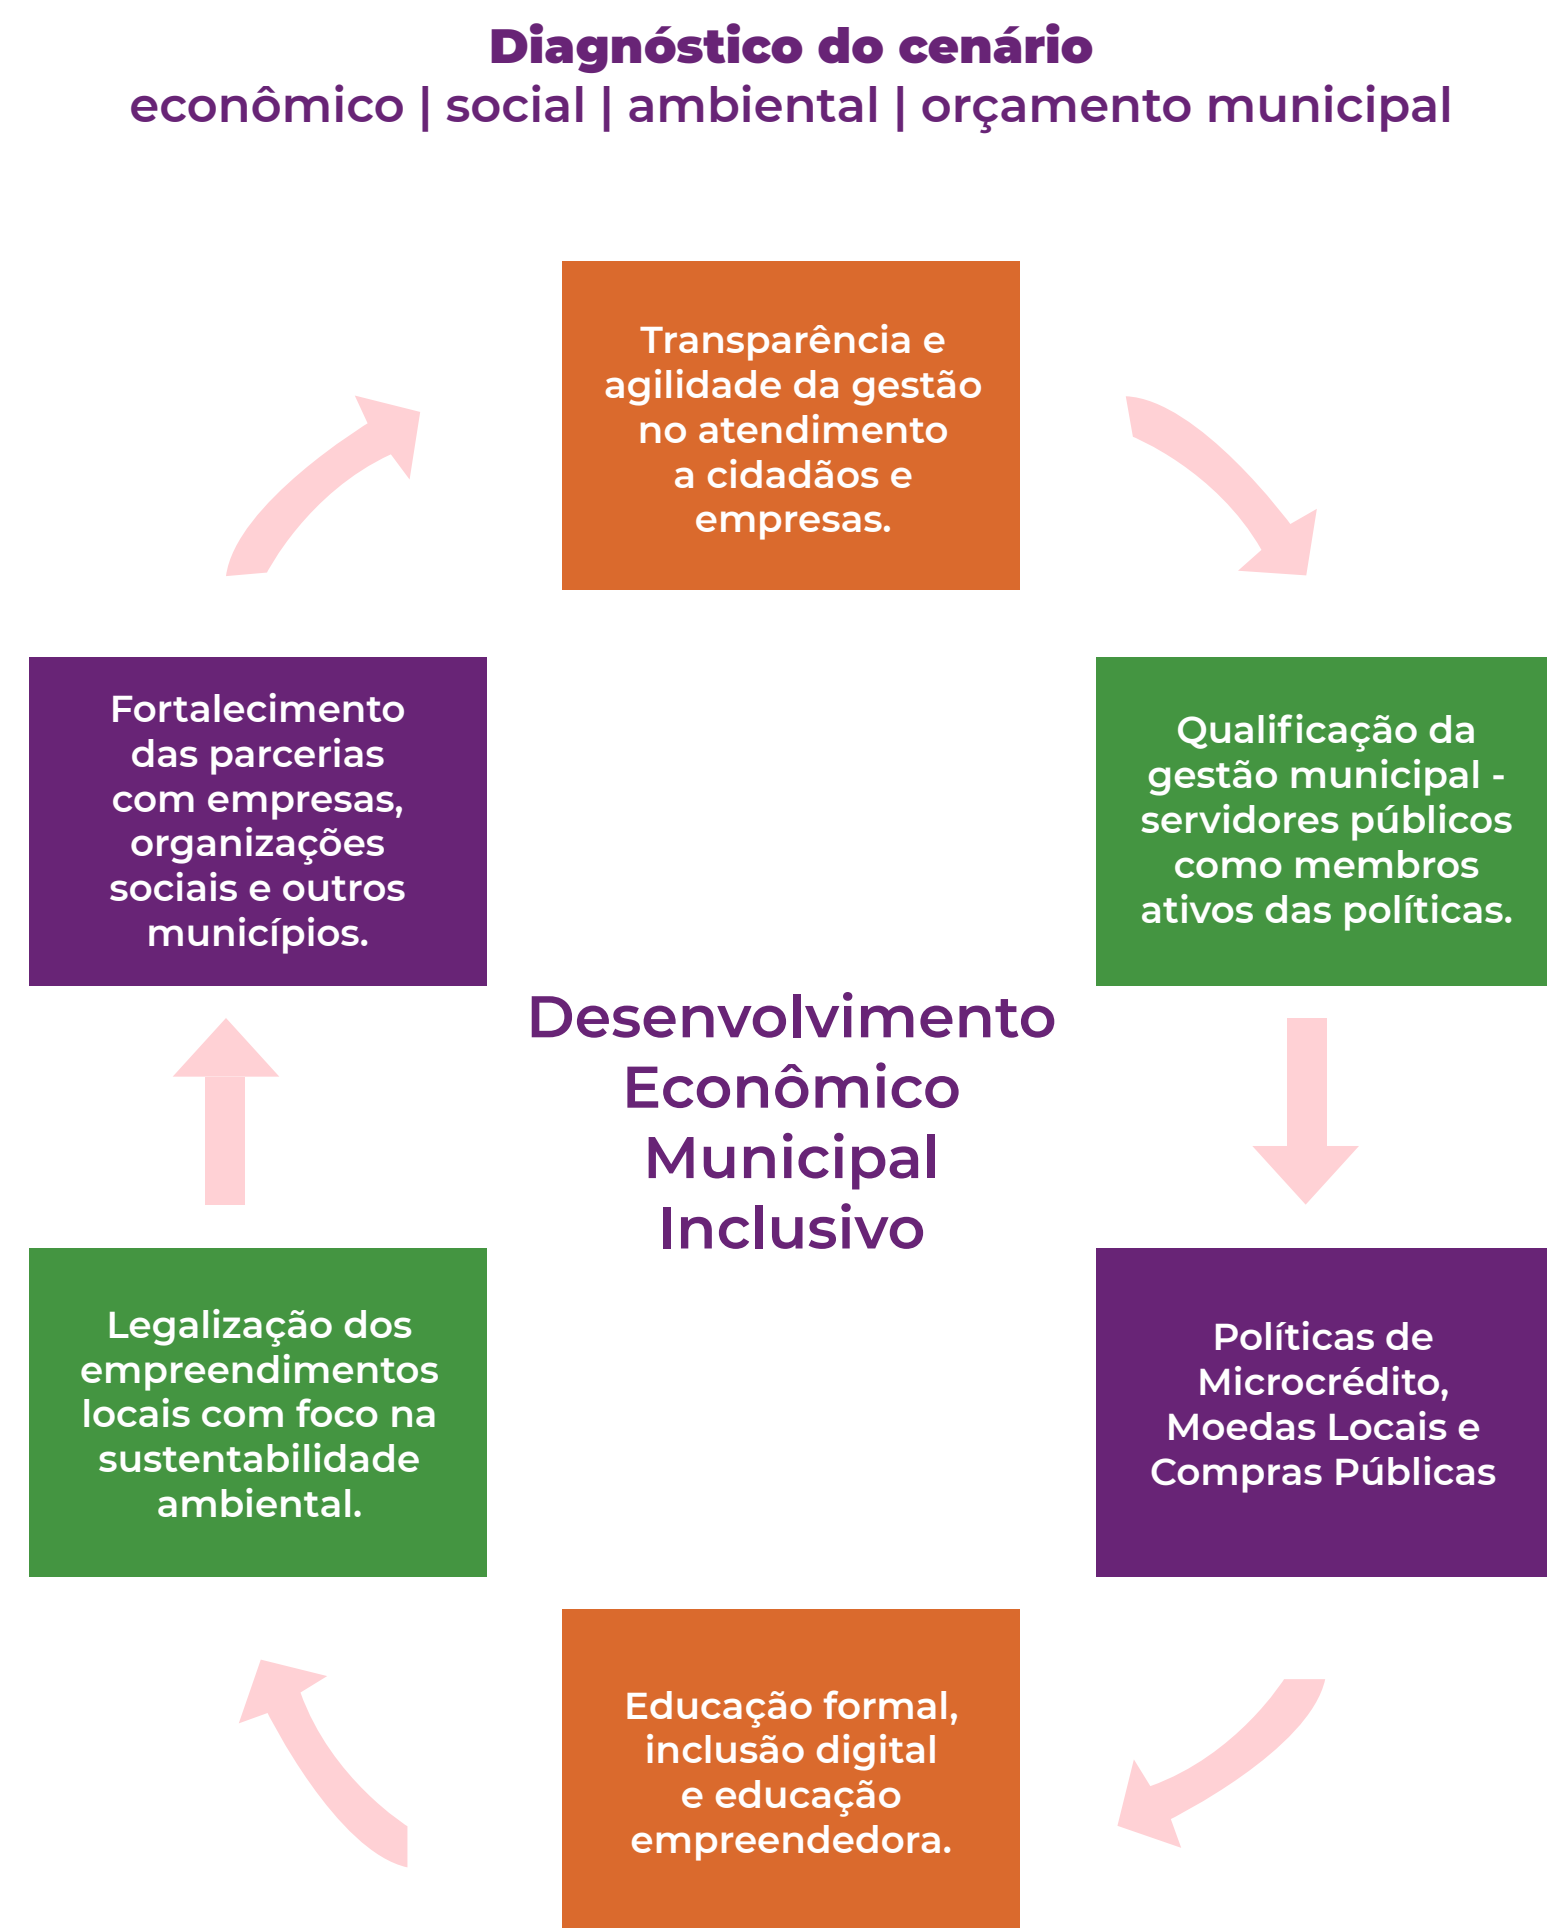 Diagnóstico do cenário
econômico | social | ambiental | orçamento municipal
Transparência e
agilidade da gestão
no atendimento
a cidadãos e
empresas.
Qualificação da
gestão municipal -
servidores públicos
como membros
ativos das políticas.
Políticas de
Microcrédito,
Moedas Locais e
Compras Públicas
Educação formal,
inclusão digital
e educação
empreendedora.
Legalização dos
empreendimentos
locais com foco na
sustentabilidade
ambiental.
Fortalecimento
das parcerias
com empresas,
organizações
sociais e outros
municípios.
Desenvolvimento
Econômico
Municipal
Inclusivo